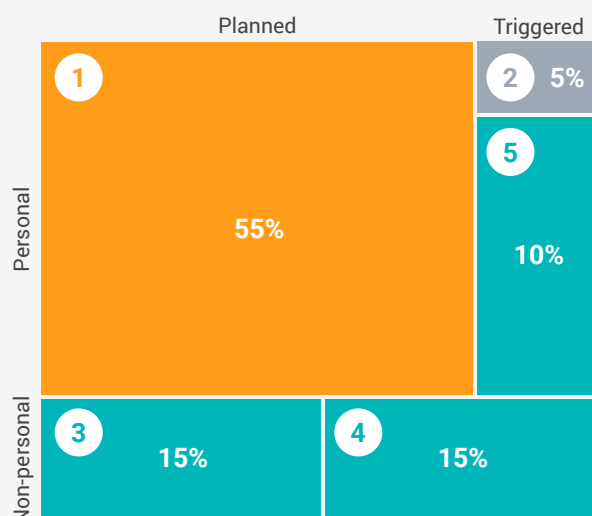 Planned
Triggered
Personal
1
55%
2
5%
5
10%
Non-personal
3
15%
4
15%